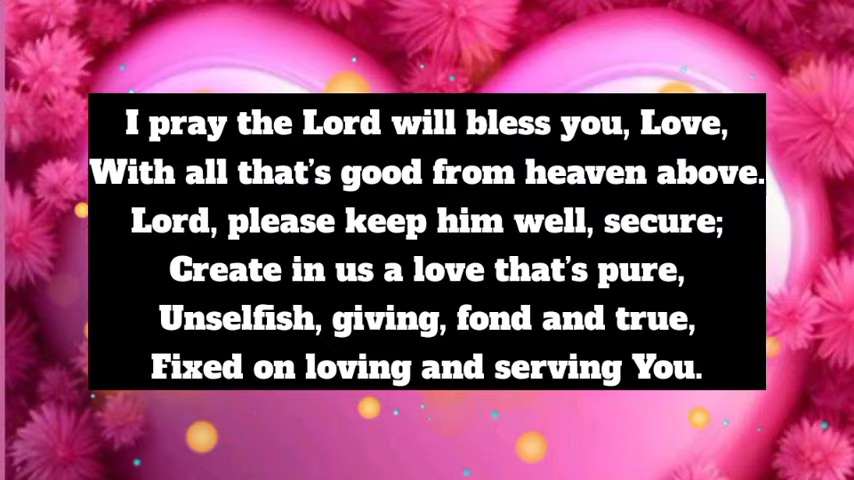 I pray the Lord will bless you, Love,
With all that’s good from heaven above.
Lord, please keep him well, secure;
Create in us a love that’s pure,
Unselfish, giving, fond and true,
Fixed on loving and serving You.